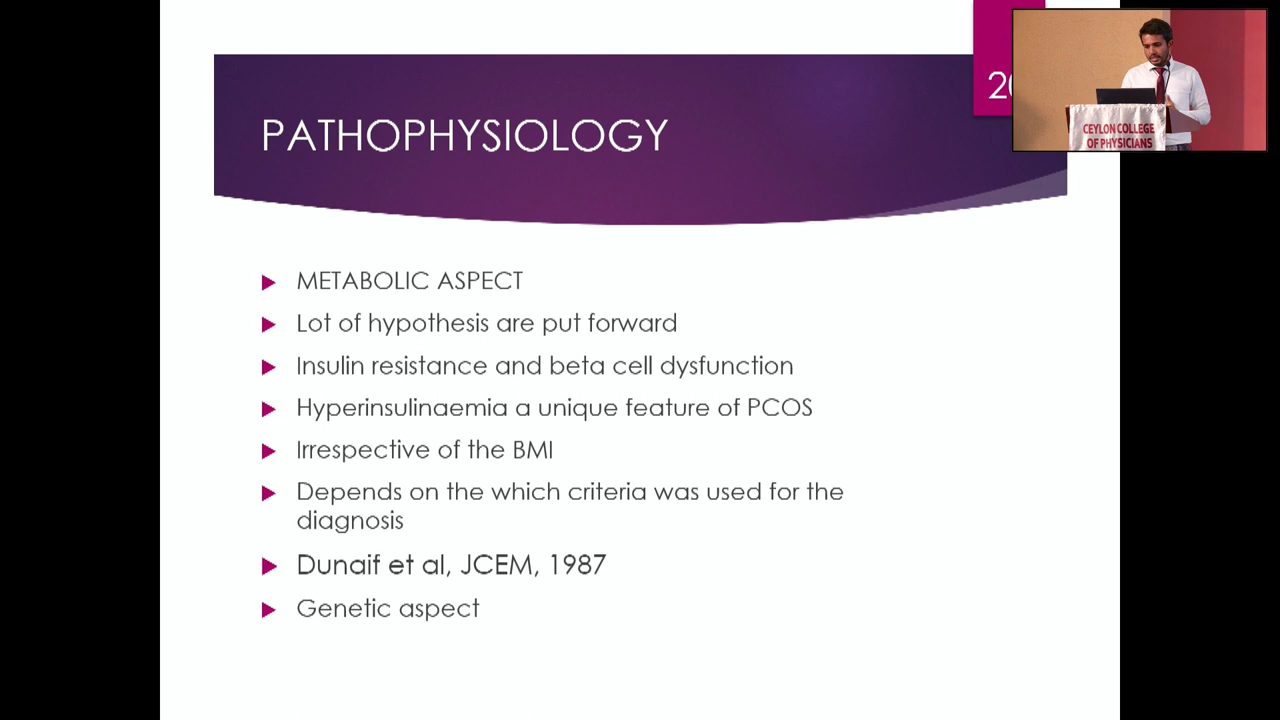 PATHOPHYSIOLOGY
CEYLON COLLEGE
OF PHYSICIANS
METABOLIC ASPECT
Lot of hypothesis are put forward
Insulin resistance and beta cell dysfunction
Hyperinsulinaemia a unique feature of PCOS
Irrespective of the BMI
Depends on the which criteria was used for the
diagnosis
Dunaif et al, JCEM, 1987
Genetic aspect